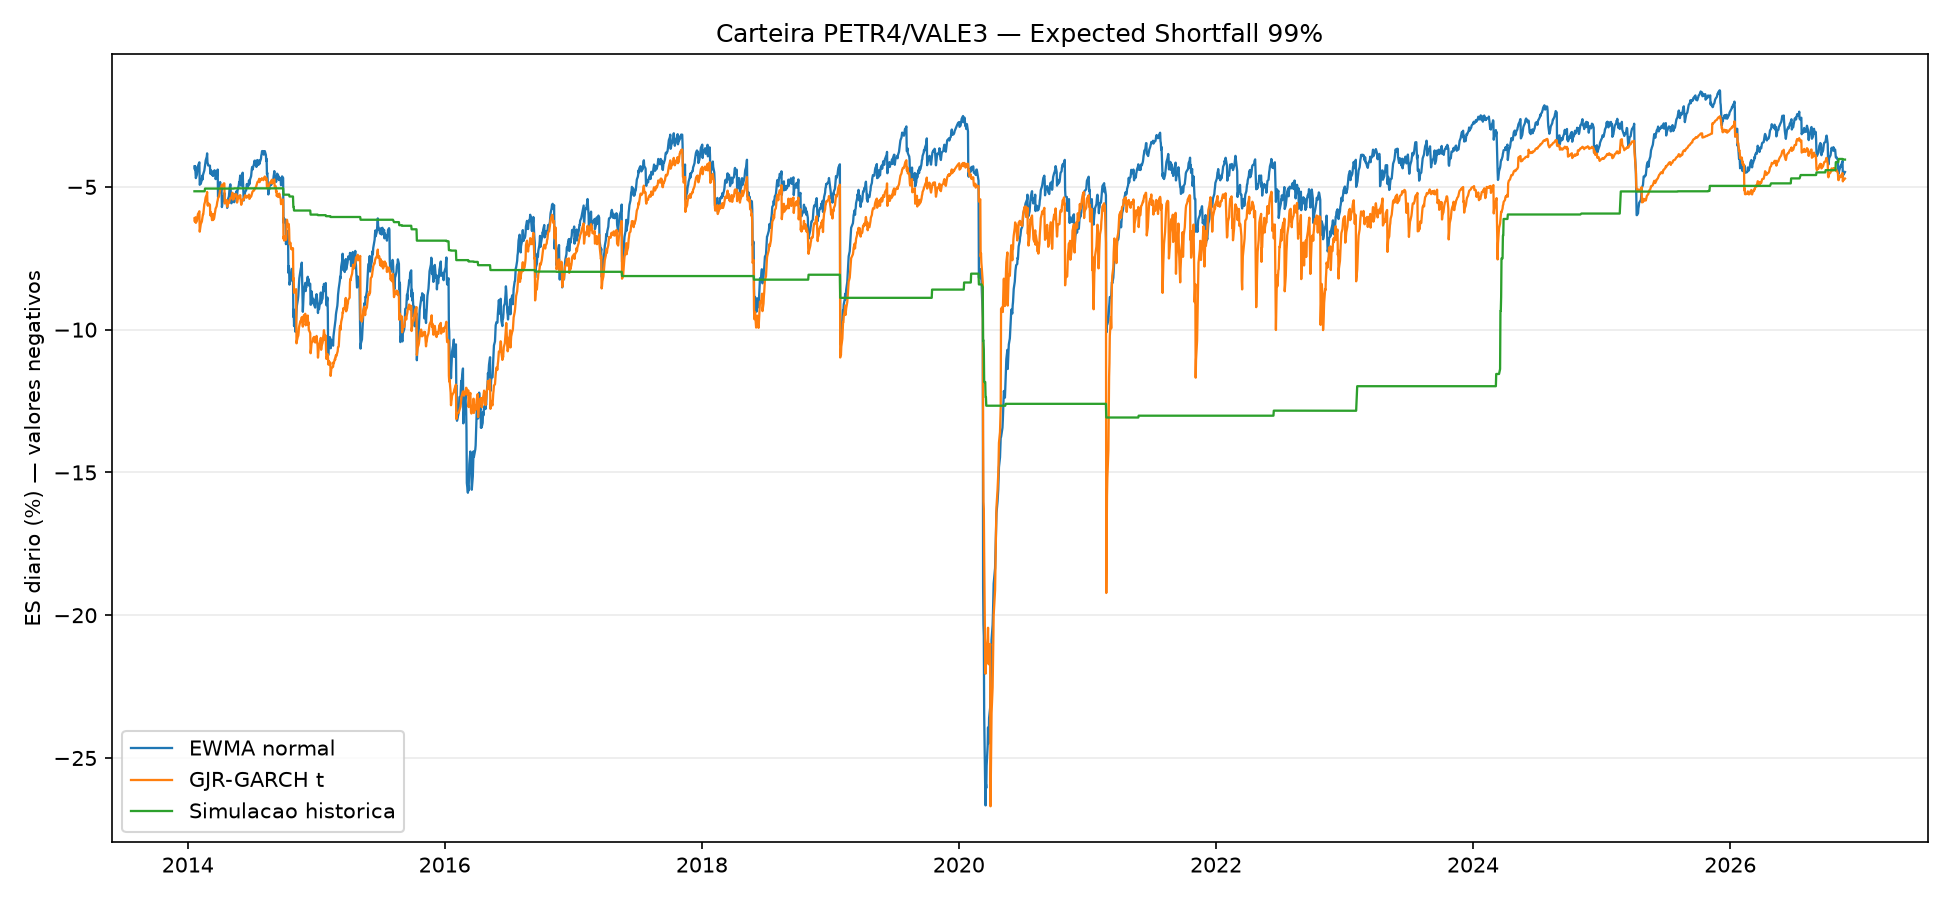 Carteira PETR4/VALE3 — Expected Shortfall 99%
ES diario (%) — valores negativos
−5
−10
−15
−20
−25
EWMA normal
GJR-GARCH t
Simulacao historica
2014
2016
2018
2020
2022
2024
2026